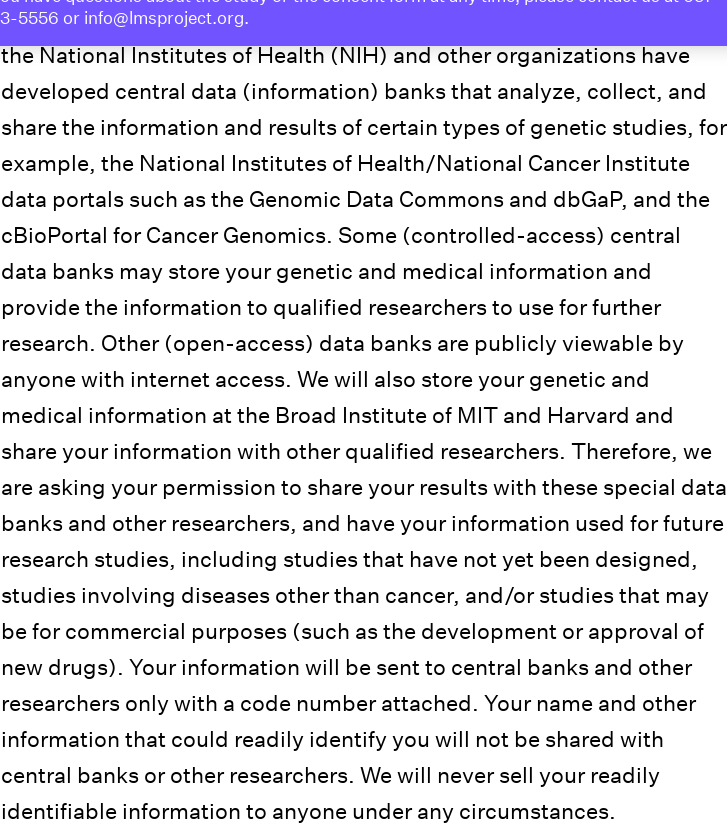 have questions about the study or the consent form at any time, please contact us at
3-5556 or info@lmsproject.org.
the National Institutes of Health (NIH) and other organizations have
developed central data (information) banks that analyze, collect, and
share the information and results of certain types of genetic studies, for
example, the National Institutes of Health/National Cancer Institute
data portals such as the Genomic Data Commons and dbGaP, and the
cBioPortal for Cancer Genomics. Some (controlled-access) central
data banks may store your genetic and medical information and
provide the information to qualified researchers to use for further
research. Other (open-access) data banks are publicly viewable by
anyone with internet access. We will also store your genetic and
medical information at the Broad Institute of MIT and Harvard and
share your information with other qualified researchers. Therefore, we
are asking your permission to share your results with these special data
banks and other researchers, and have your information used for future
research studies, including studies that have not yet been designed,
studies involving diseases other than cancer, and/or studies that may
be for commercial purposes (such as the development or approval of
new drugs). Your information will be sent to central banks and other
researchers only with a code number attached. Your name and other
information that could readily identify you will not be shared with
central banks or other researchers. We will never sell your readily
identifiable information to anyone under any circumstances.